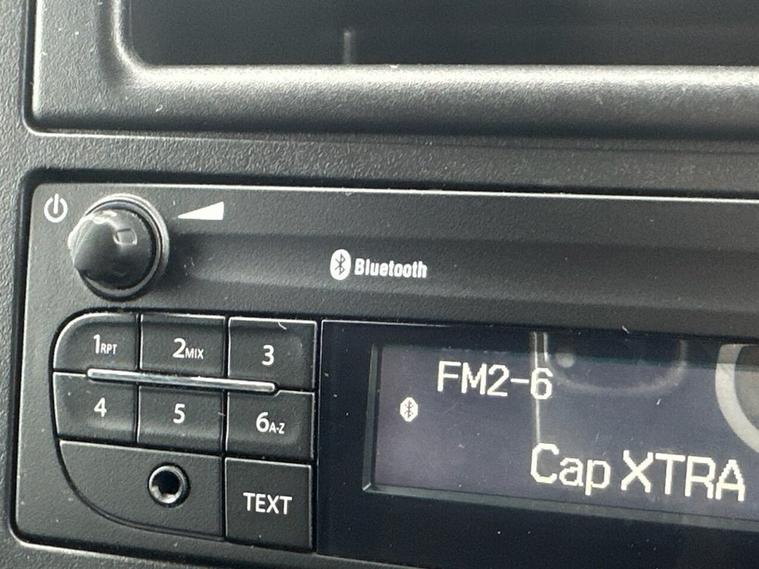 Bluetooth
1RPT
2MIX
3
4
5
6A-Z
TEXT
FM2-6
Cap XTRA